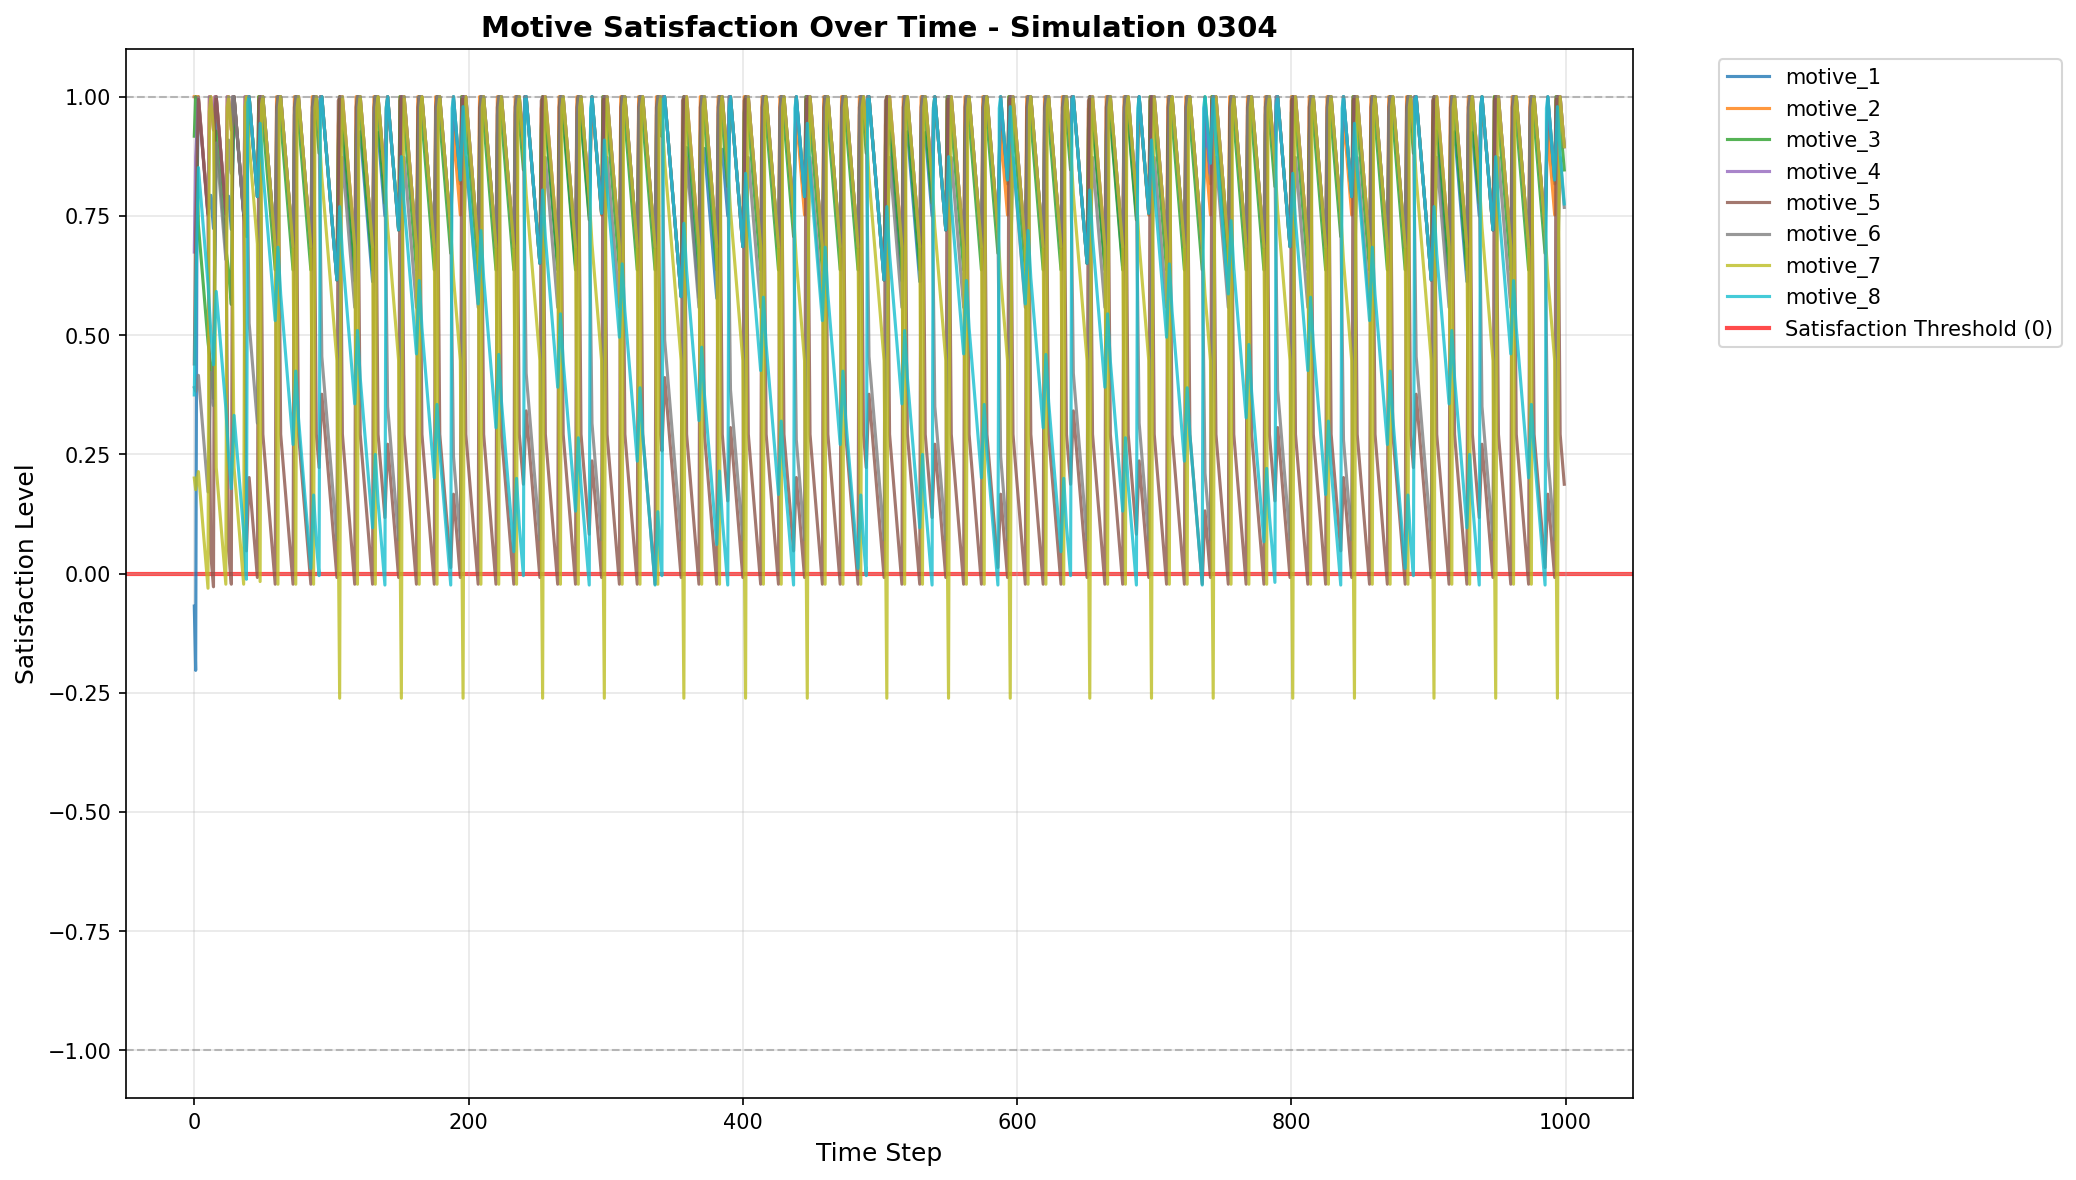 Motive Satisfaction Over Time - Simulation 0304
Satisfaction Level
1.00
0.75
0.50
0.25
0.00
−0.25
−0.50
−0.75
−1.00
0
200
400
600
800
1000
Time Step
motive_1
motive_2
motive_3
motive_4
motive_5
motive_6
motive_7
motive_8
Satisfaction Threshold (0)